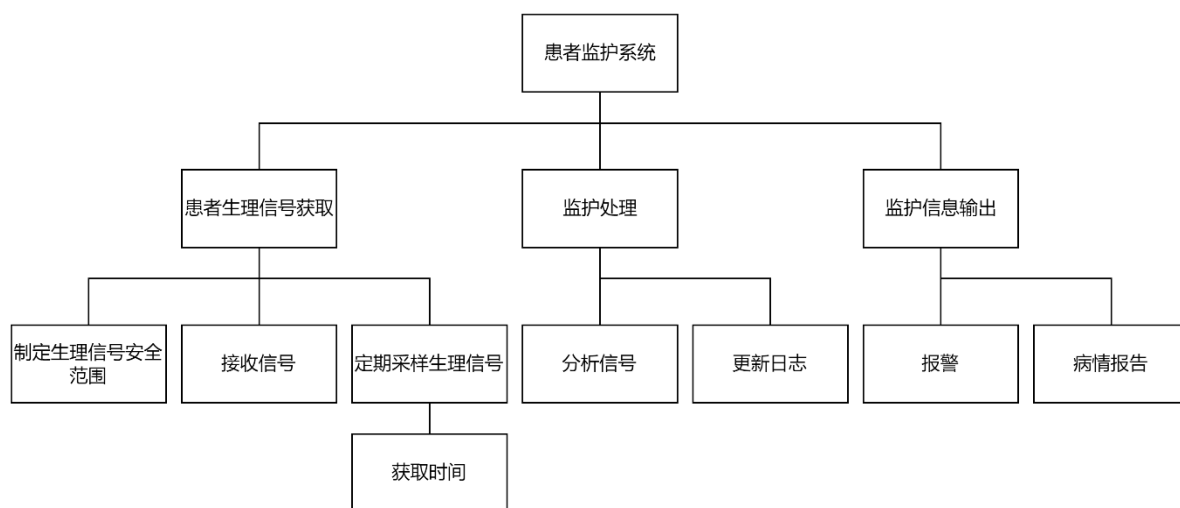 患者监护系统
患者生理信号获取
监护处理
监护信息输出
制定生理信号安全
范围
接收信号
定期采样生理信号
分析信号
更新日志
报警
病情报告
获取时间